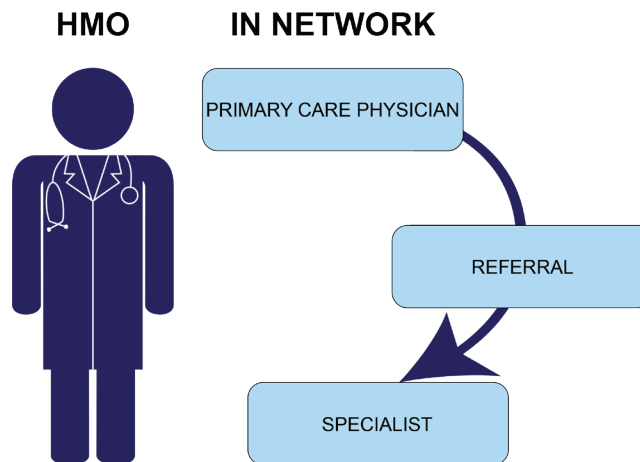 HMO
IN NETWORK
PRIMARY CARE PHYSICIAN
REFERRAL
SPECIALIST